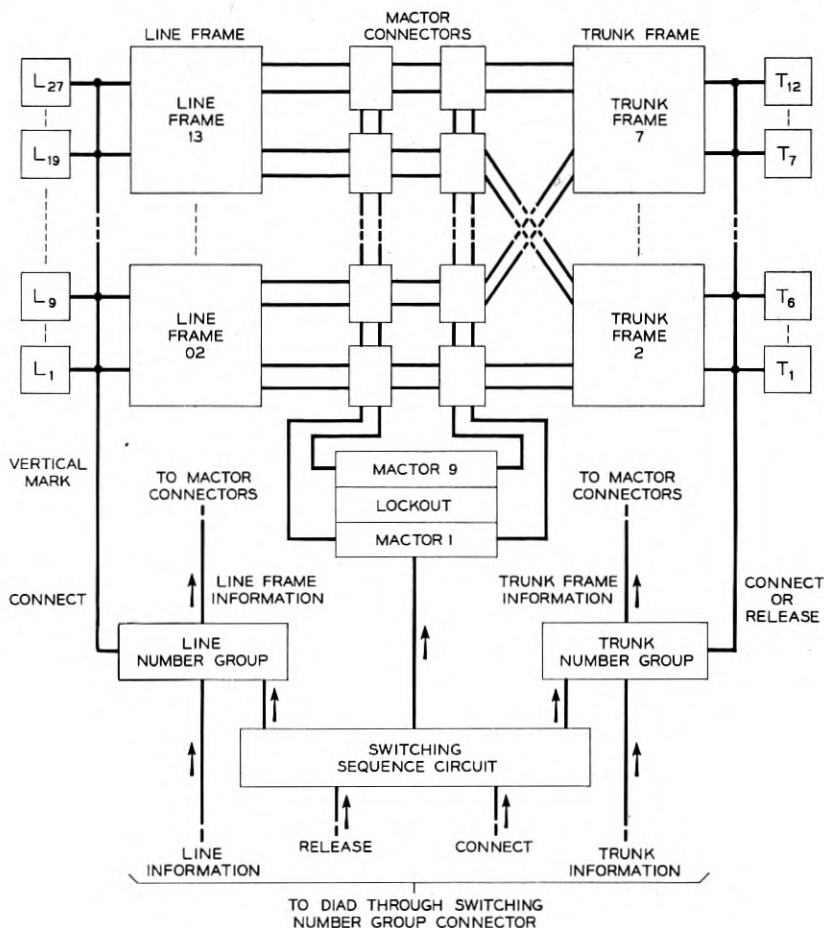 MACTOR
CONNECTORS
LINE FRAME
TRUNK FRAME
L27
L19
L9
L1
LINE
FRAME
13
LINE
FRAME
02
TRUNK
FRAME
7
TRUNK
FRAME
2
T12
T7
T6
T1
VERTICAL
MARK
TO MACTOR
CONNECTORS
MACTOR 9
LOCKOUT
MACTOR 1
TO MACTOR
CONNECTORS
CONNECT
LINE FRAME
INFORMATION
TRUNK FRAME
INFORMATION
CONNECT
OR
RELEASE
LINE
NUMBER GROUP
TRUNK
NUMBER GROUP
SWITCHING
SEQUENCE CIRCUIT
LINE
INFORMATION
RELEASE
CONNECT
TRUNK
INFORMATION
TO DIAD THROUGH SWITCHING
NUMBER GROUP CONNECTOR